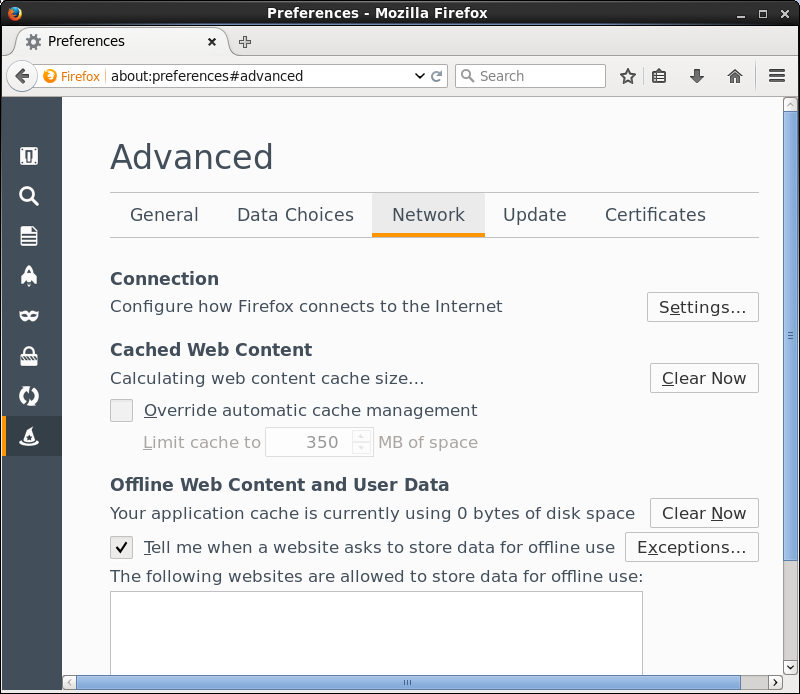 Preferences - Mozilla Firefox
Preferences
Firefox about:preferences#advanced Search
Advanced
General Data Choices Network Update Certificates
Connection
Configure how Firefox connects to the Internet Settings...
Cached Web Content
Calculating web content cache size... Clear Now
Override automatic cache management
Limit cache to 350 MB of space
Offline Web Content and User Data
Your application cache is currently using 0 bytes of disk space Clear Now
Tell me when a website asks to store data for offline use Exceptions...
The following websites are allowed to store data for offline use: